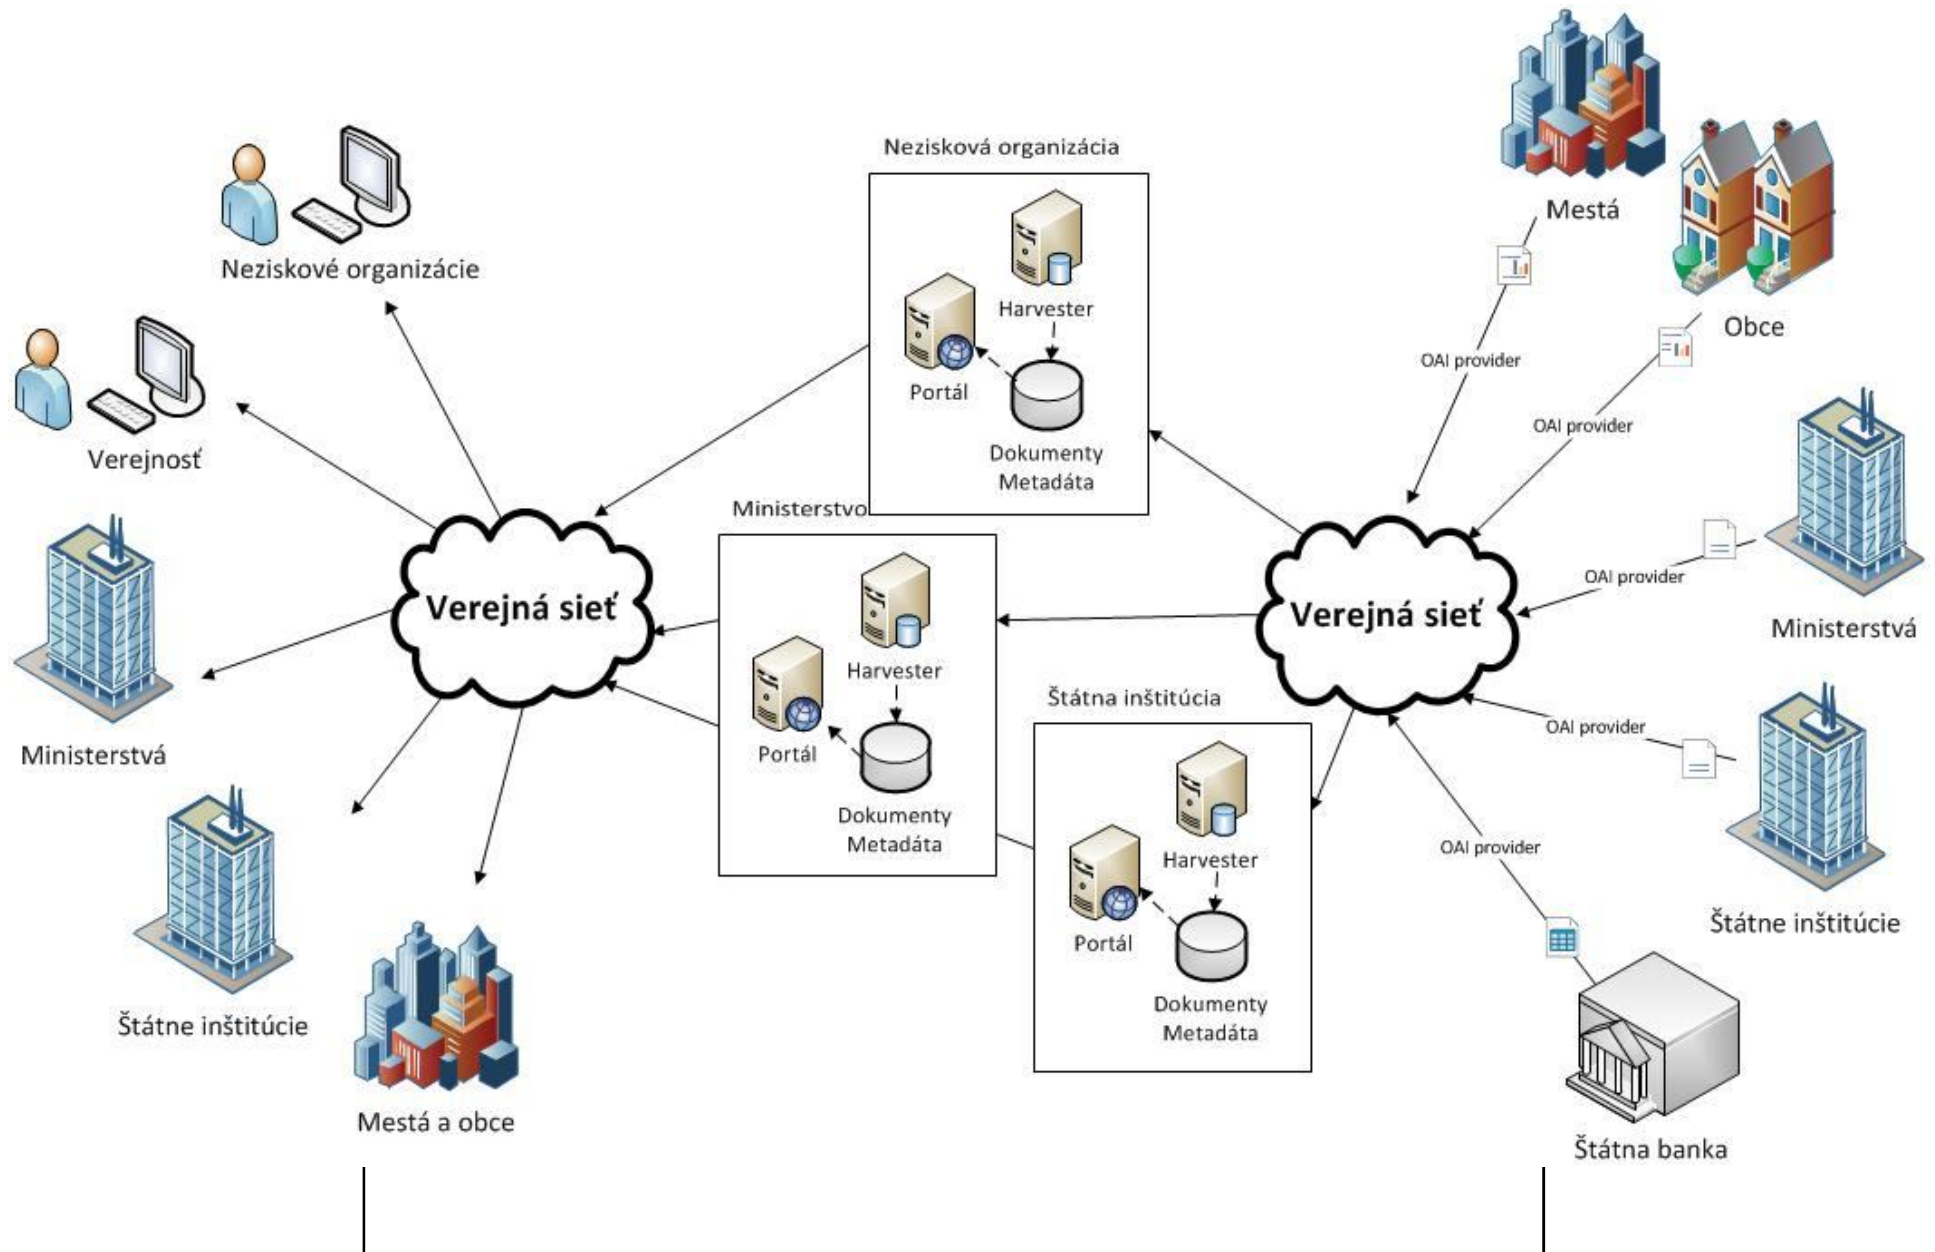 Neziskové organizácie
Verejnosť
Ministerstvá
Štátne inštitúcie
Mestá a obce
Verejná sieť
Nezisková organizácia
Harvester
Portál
Dokumenty
Metadáta
Ministerstvo
Harvester
Portál
Dokumenty
Metadáta
Štátna inštitúcia
Harvester
Portál
Dokumenty
Metadáta
Verejná sieť
Mestá
OAI provider
Obce
OAI provider
Ministerstvá
OAI provider
Štátne inštitúcie
OAI provider
Štátna banka
OAI provider